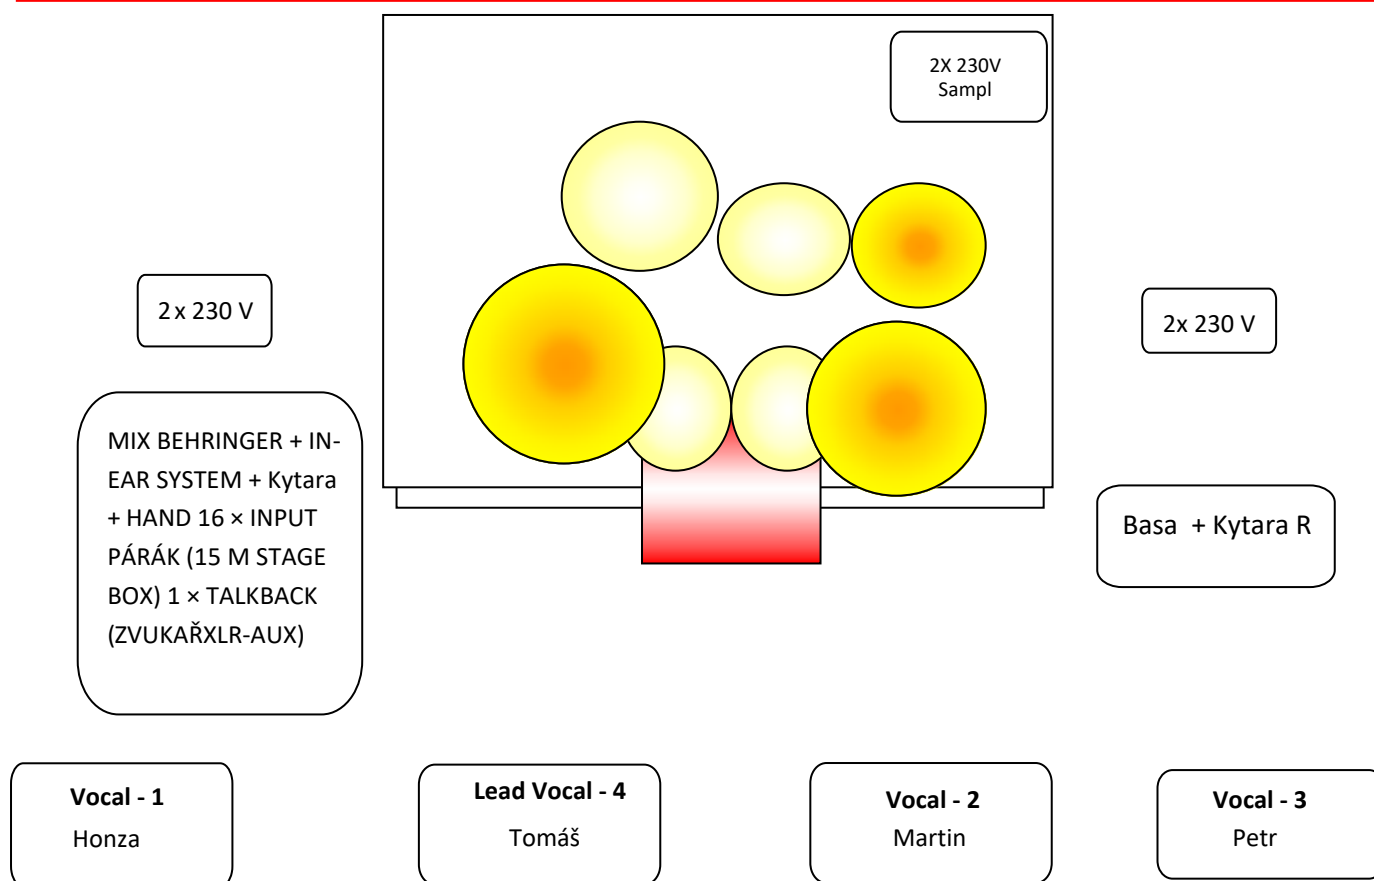 2X 230V
Sampl
2x 230 V
2x 230 V
MIX BEHRINGER + IN-
EAR SYSTEM + Kytara
+ HAND 16 × INPUT
PÁRÁK (15 M STAGE
BOX) 1 × TALKBACK
(ZVUKAŘXLR-AUX)
Basa + Kytara R
Vocal - 1
Honza
Lead Vocal - 4
Tomáš
Vocal - 2
Martin
Vocal - 3
Petr